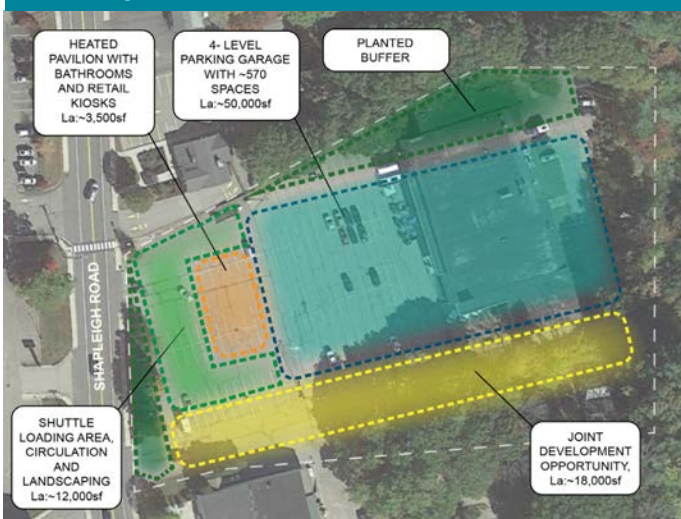 HEATED
PAVILION WITH
BATHROOMS
AND RETAIL
KIOSKS
La:~3,500sf
4- LEVEL
PARKING GARAGE
WITH ~570
SPACES
La:~50,000sf
PLANTED
BUFFER
SHAPLEIGH ROAD
SHUTTLE
LOADING AREA,
CIRCULATION
AND
LANDSCAPING
La:~12,000sf
JOINT
DEVELOPMENT
OPPORTUNITY,
La:~18,000sf